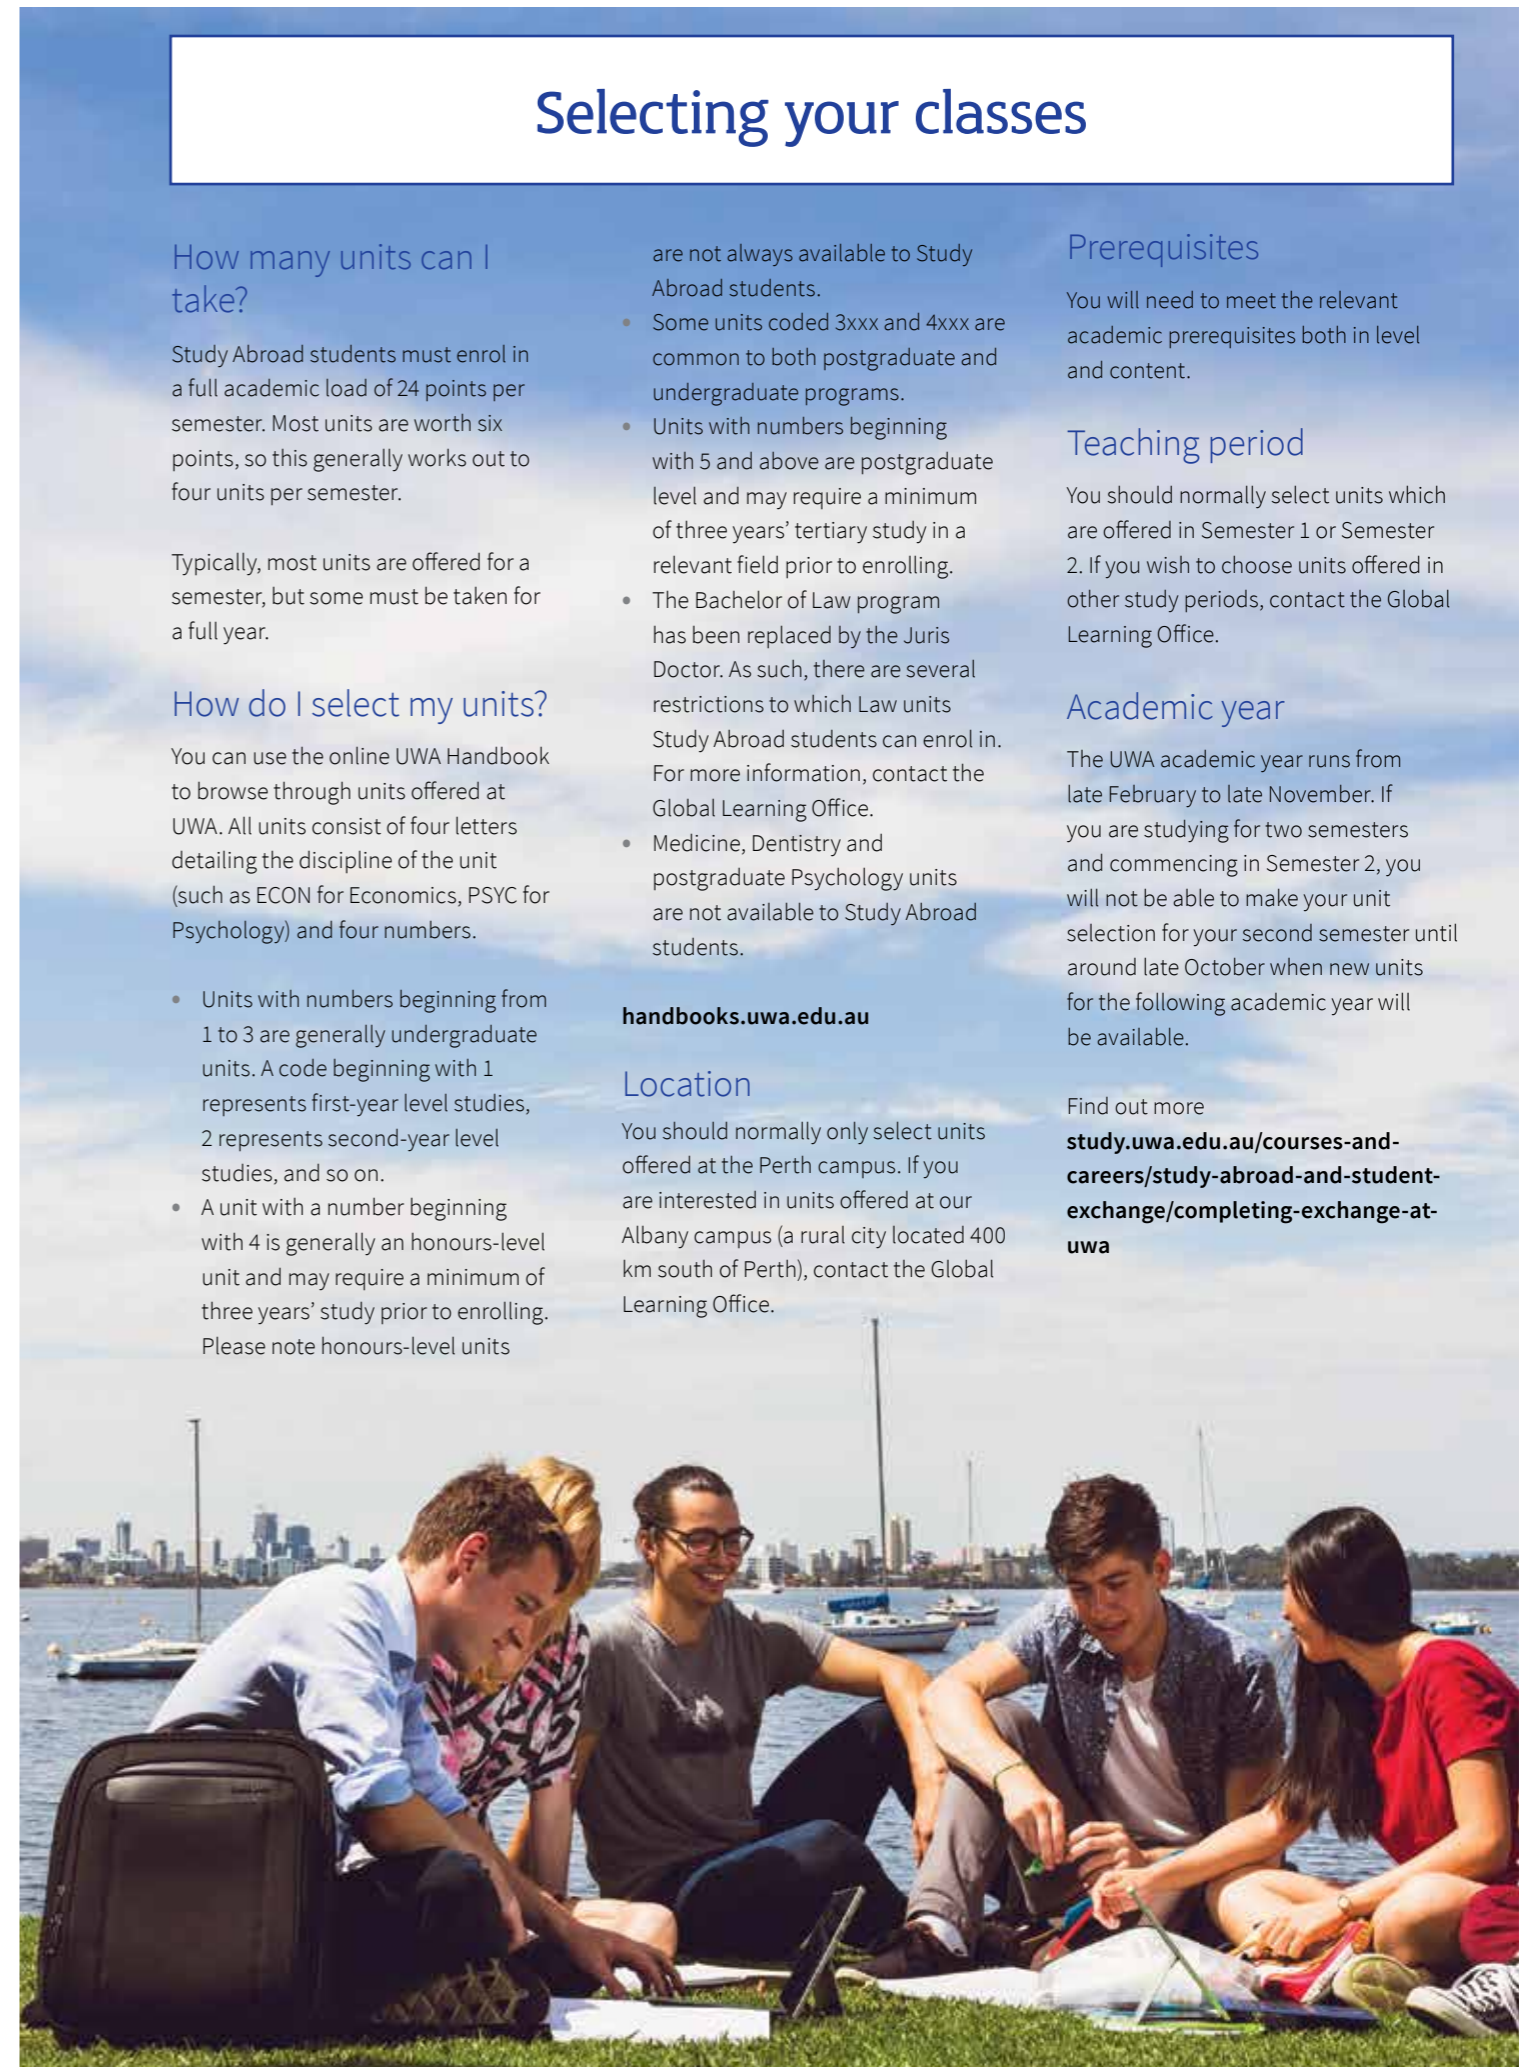 Selecting your classes
How many units can I
take?
Study Abroad students must enrol in
a full academic load of 24 points per
semester. Most units are worth six
points, so this generally works out to
four units per semester.
Typically, most units are offered for a
semester, but some must be taken for
a full year.
How do I select my units?
You can use the online UWA Handbook
to browse through units offered at
UWA. All units consist of four letters
detailing the discipline of the unit
(such as ECON for Economics, PSYC for
Psychology) and four numbers.
• Units with numbers beginning from
1 to 3 are generally undergraduate
units. A code beginning with 1
represents first-year level studies,
2 represents second-year level
studies, and so on.
• A unit with a number beginning
with 4 is generally an honours-level
unit and may require a minimum of
three years’ study prior to enrolling.
Please note honours-level units
are not always available to Study
Abroad students.
• Some units coded 3xxx and 4xxx are
common to both postgraduate and
undergraduate programs.
• Units with numbers beginning
with 5 and above are postgraduate
level and may require a minimum
of three years’ tertiary study in a
relevant field prior to enrolling.
• The Bachelor of Law program
has been replaced by the Juris
Doctor. As such, there are several
restrictions to which Law units
Study Abroad students can enrol in.
For more information, contact the
Global Learning Office.
• Medicine, Dentistry and
postgraduate Psychology units
are not available to Study Abroad
students.
handbooks.uwa.edu.au
Location
You should normally only select units
offered at the Perth campus. If you
are interested in units offered at our
Albany campus (a rural city located 400
km south of Perth), contact the Global
Learning Office.
Prerequisites
You will need to meet the relevant
academic prerequisites both in level
and content.
Teaching period
You should normally select units which
are offered in Semester 1 or Semester
2. If you wish to choose units offered in
other study periods, contact the Global
Learning Office.
Academic year
The UWA academic year runs from
late February to late November. If
you are studying for two semesters
and commencing in Semester 2, you
will not be able to make your unit
selection for your second semester until
around late October when new units
for the following academic year will
be available.
Find out more
study.uwa.edu.au/courses-and-
careers/study-abroad-and-student-
exchange/completing-exchange-at-
uwa